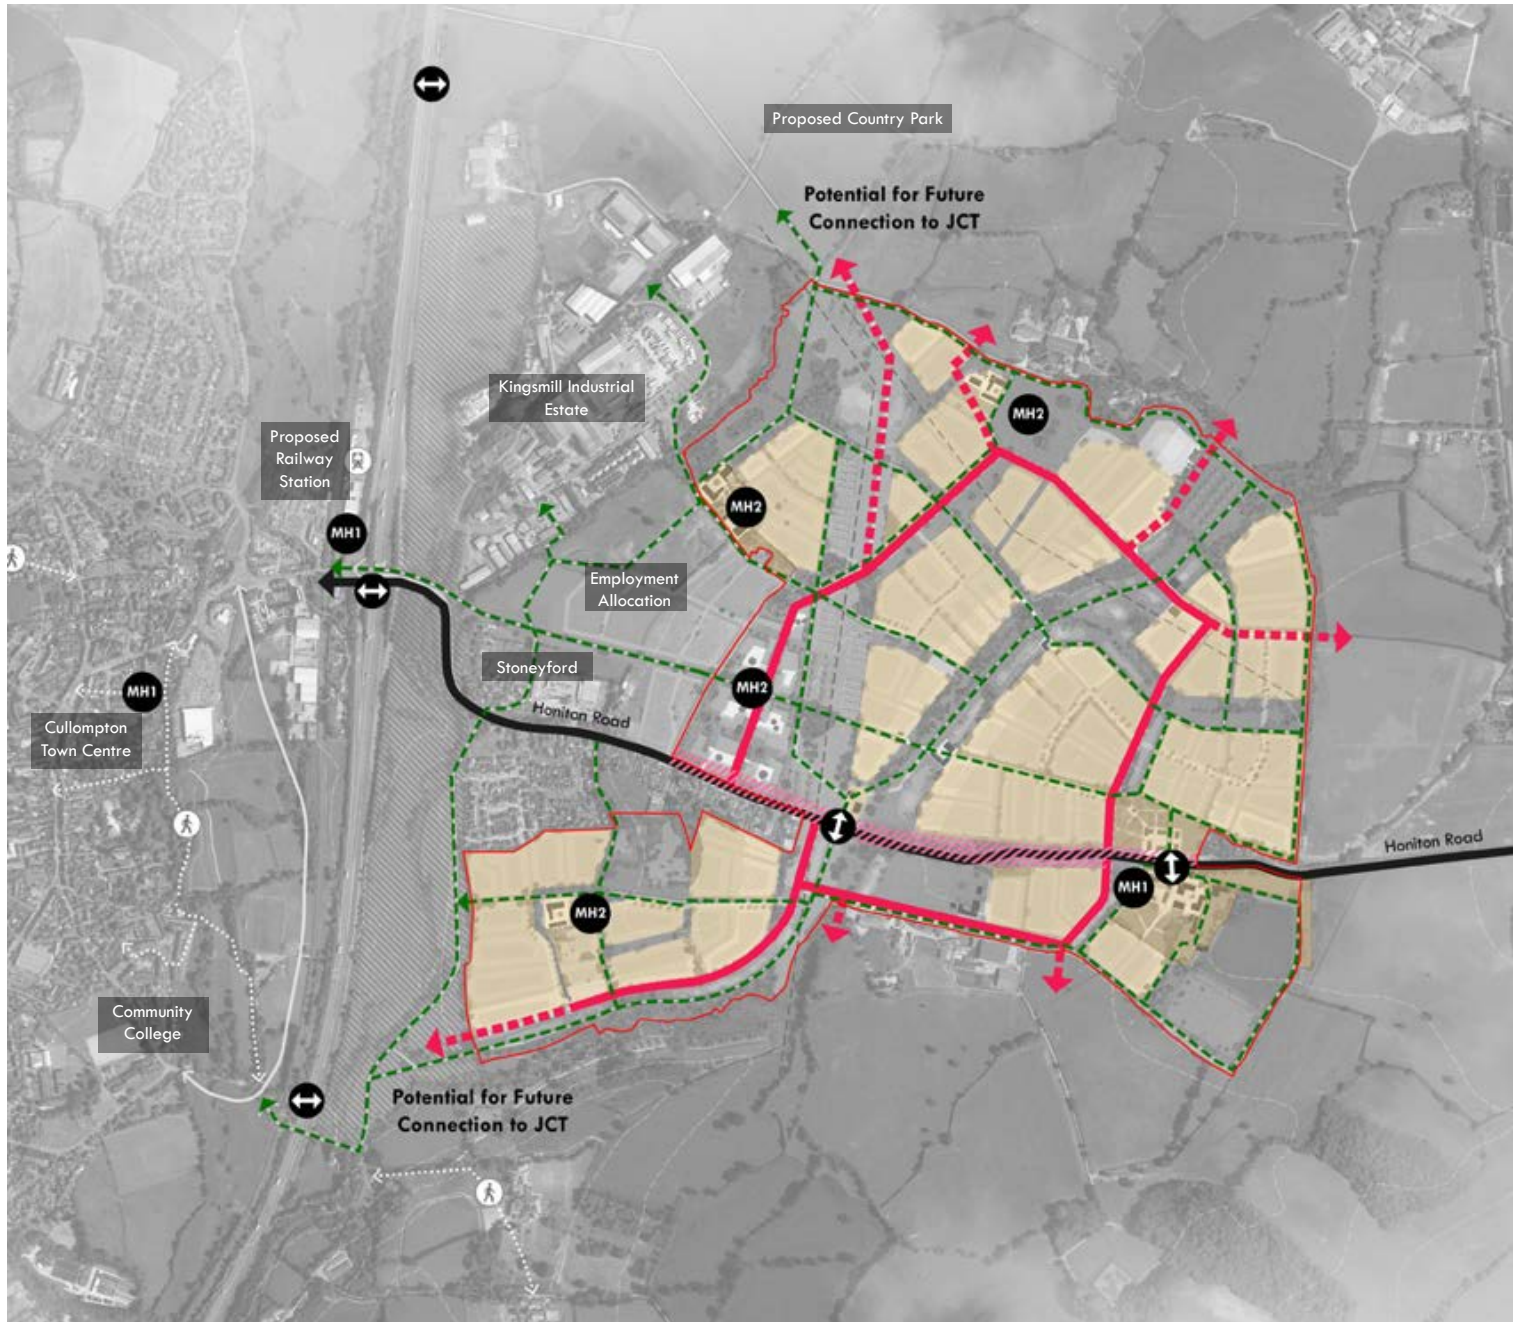 Proposed Country Park
Potential for Future
Connection to JCT
Kingsmill Industrial
Estate
MH2
Proposed
Railway
Station
MH2
MH1
Employment
Allocation
Stoneyford
MH2
MH1
Honiton Road
Cullompton
Town Centre
Honiton Road
MH1
MH2
Community
College
Potential for Future
Connection to JCT